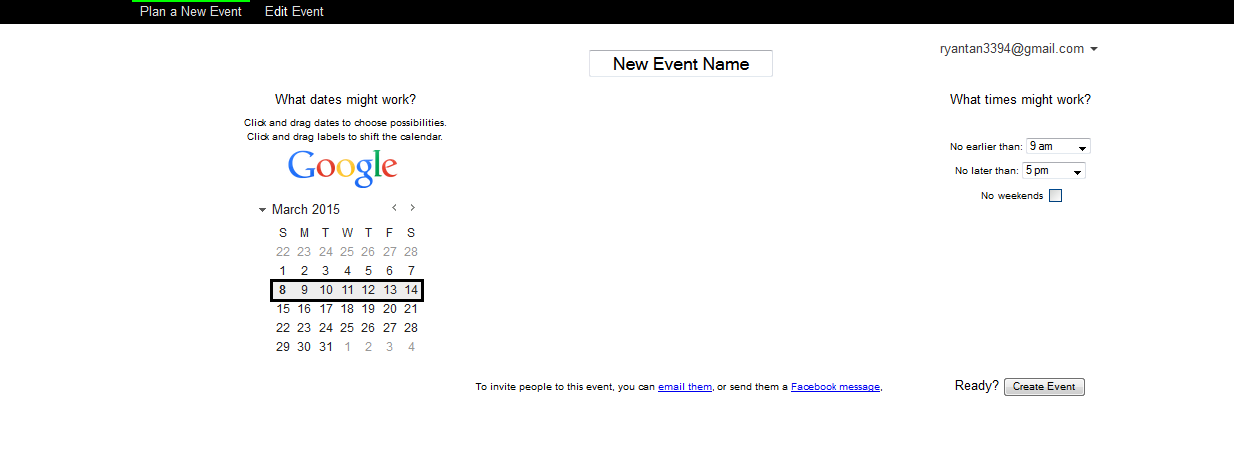 Plan a New Event Edit Event
ryantan3394@gmail.com
New Event Name
What dates might work?
Click and drag dates to choose possibilities.
Click and drag labels to shift the calendar.
Google
March 2015 < >
S M T W T F S
22 23 24 25 26 27 28
1 2 3 4 5 6 7
8 9 10 11 12 13 14
15 16 17 18 19 20 21
22 23 24 25 26 27 28
29 30 31 1 2 3 4
What times might work?
No earlier than: 9 am
No later than: 5 pm
No weekends
To invite people to this event, you can email them, or send them a Facebook message,
Ready? Create Event